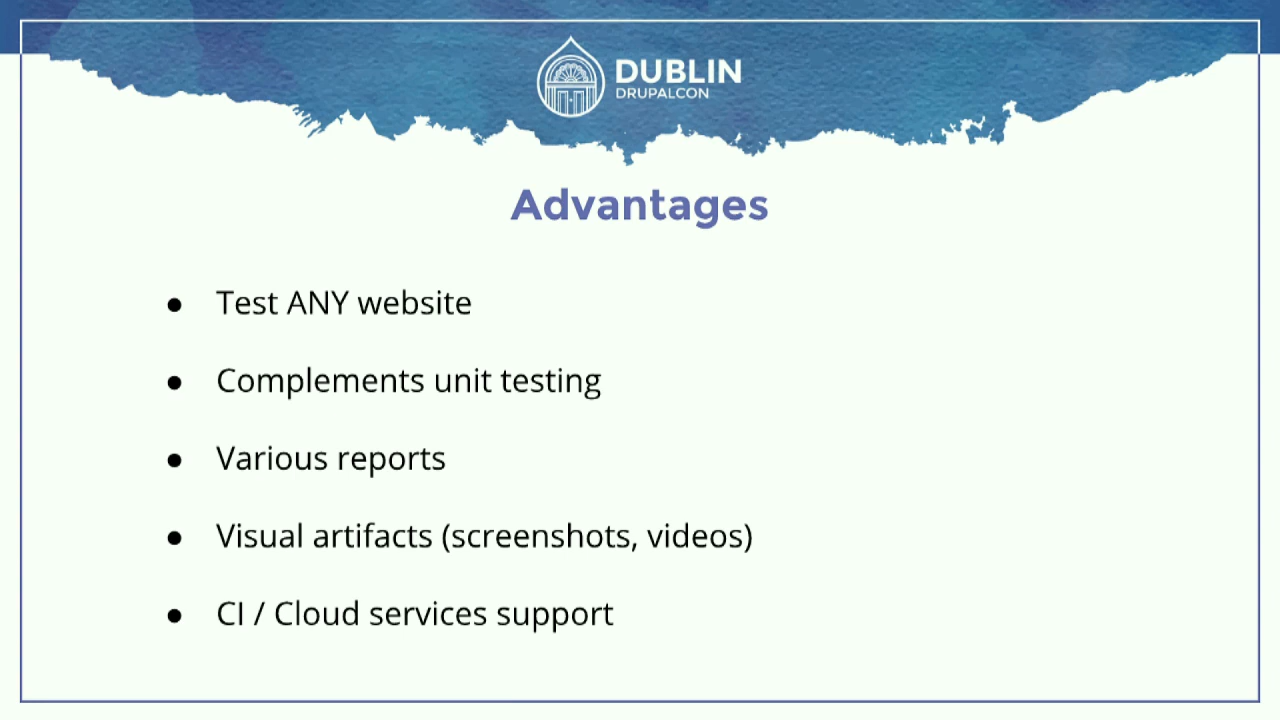 DUBLIN
DRUPALCON
Advantages
● Test ANY website
● Complements unit testing
● Various reports
● Visual artifacts (screenshots, videos)
● CI / Cloud services support